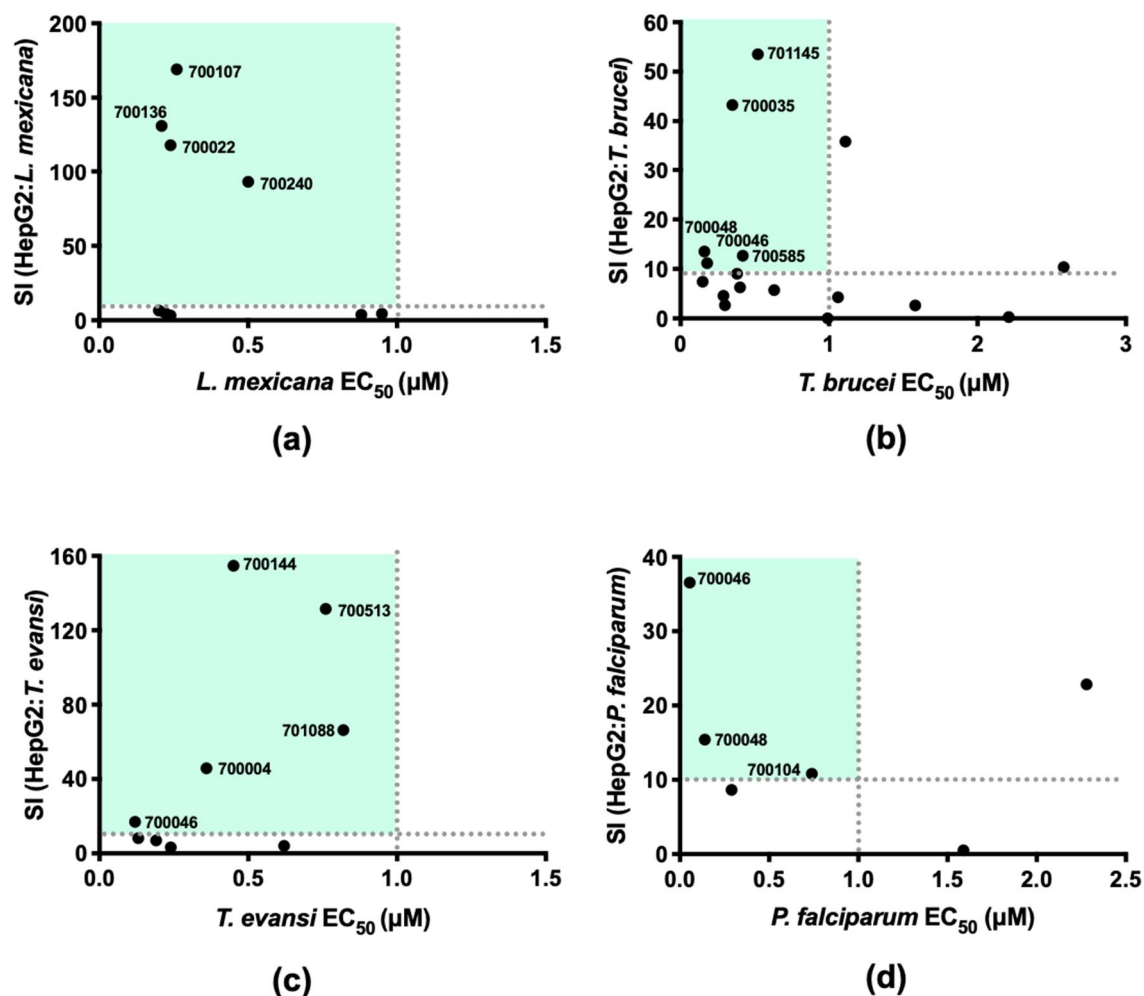 SI (HepG2:L. mexicana)
200
150
100
50
0
700107
700136
700022
700240
0.0 0.5 1.0 1.5
L. mexicana EC50 (µM)
(a)
SI (HepG2:T. brucei)
60
50
40
30
20
10
0
701145
700035
700048
700046
700585
0 1 2 3
T. brucei EC50 (µM)
(b)
SI (HepG2:T. evansi)
160
120
80
40
0
700144
700513
701088
700004
700046
0.0 0.5 1.0 1.5
T. evansi EC50 (µM)
(c)
SI (HepG2:P. falciparum)
40
30
20
10
0
700046
700048
700104
0.0 0.5 1.0 1.5 2.0 2.5
P. falciparum EC50 (µM)
(d)